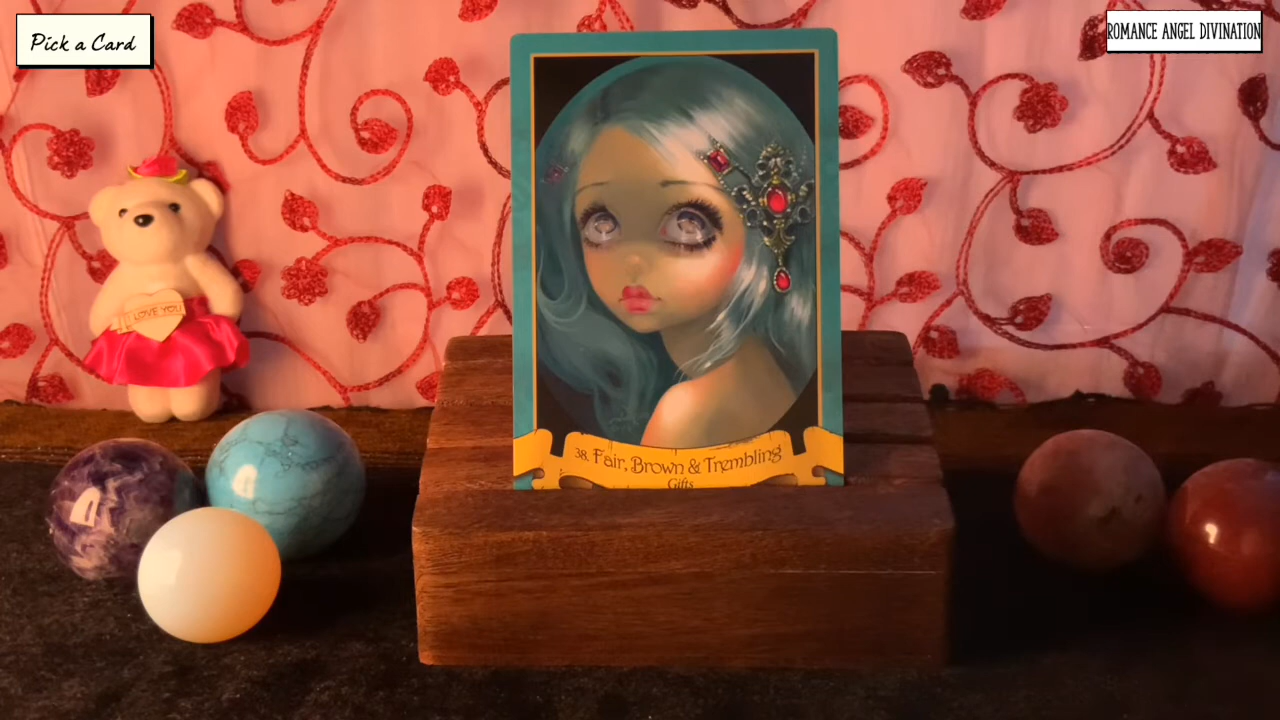 Pick a Card
ROMANCE ANGEL DIVINATION
I LOVE YOU
38. Fair, Brown & Trembling
Gifts